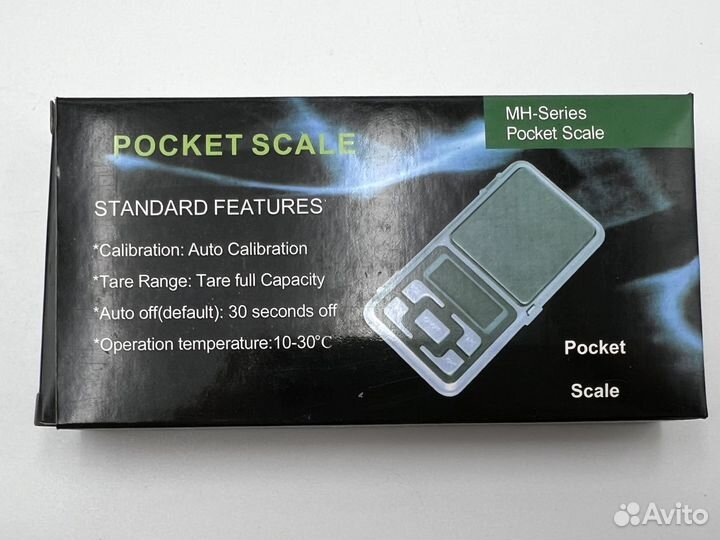 MH-Series
Pocket Scale
POCKET SCALE
STANDARD FEATURES
*Calibration: Auto Calibration
*Tare Range: Tare full Capacity
*Auto off(default): 30 seconds off
*Operation temperature:10-30℃
Pocket
Scale
Avito